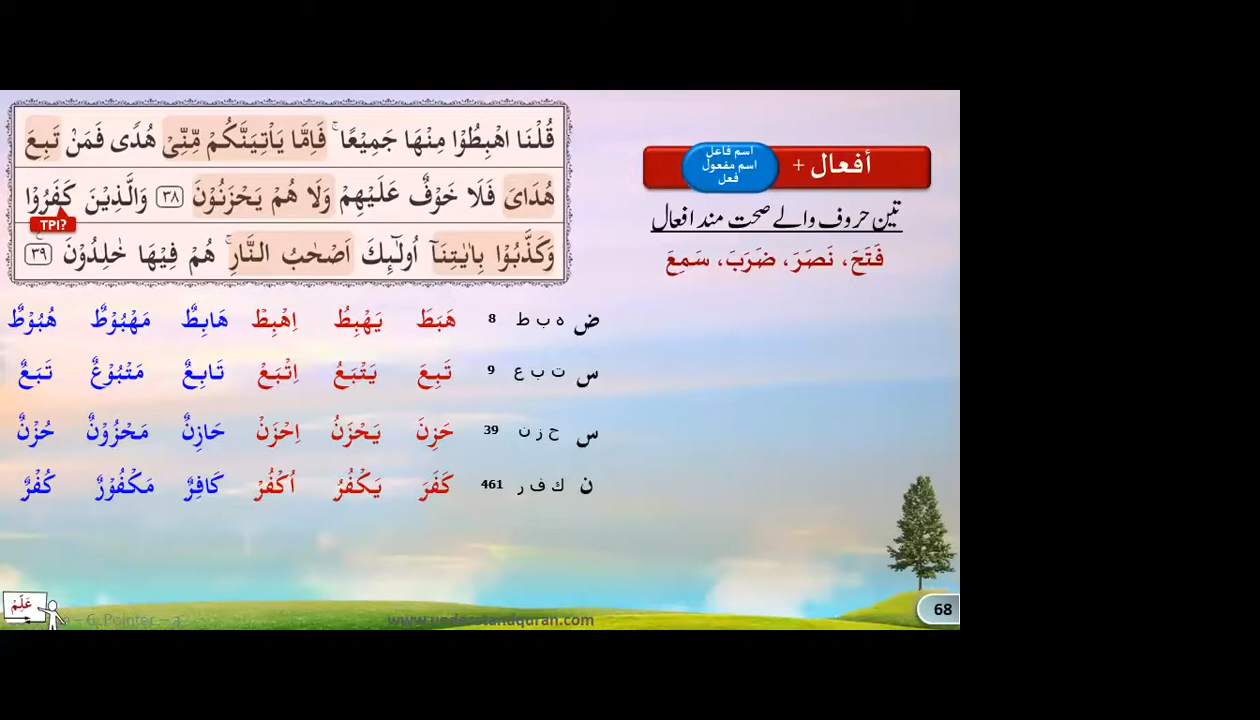 أفعال +
اسم فاعل
اسم مفعول
فعل
تین حروف والے صحت مند افعال
فَتَحَ، نَصَرَ، ضَرَبَ، سَمِعَ
قُلْنَا اهْبِطُوْا مِنْهَا جَمِيْعًا ۚ فَاِمَّا يَاْتِيَنَّكُمْ مِّنِّىْ هُدًى فَمَنْ تَبِعَ
هُدَاىَ فَلَا خَوْفٌ عَلَيْهِمْ وَلَا هُمْ يَحْزَنُوْنَ ﴿٣٨﴾ وَالَّذِيْنَ كَفَرُوْا
TPI?
وَكَذَّبُوْا بِاٰيٰتِنَآ اُولٰٓئِكَ اَصْحٰبُ النَّارِ ۚ هُمْ فِيْهَا خٰلِدُوْنَ ﴿٣٩﴾
ض ه ب ط 8 هَبَطَ يَهْبِطُ اِهْبِطْ هَابِطٌ مَهْبُوْطٌ هُبُوْطٌ
س ت ب ع 9 تَبِعَ يَتْبَعُ اِتْبَعْ تَابِعٌ مَتْبُوْعٌ تَبَعٌ
س ح ز ن 39 حَزِنَ يَحْزَنُ اِحْزَنْ حَازِنٌ مَحْزُوْنٌ حُزْنٌ
ن ك ف ر 461 كَفَرَ يَكْفُرُ اُكْفُرْ كَافِرٌ مَكْفُوْرٌ كُفْرٌ
عَلِّمْ
– G_Pointer – a
www.understandquran.com
68